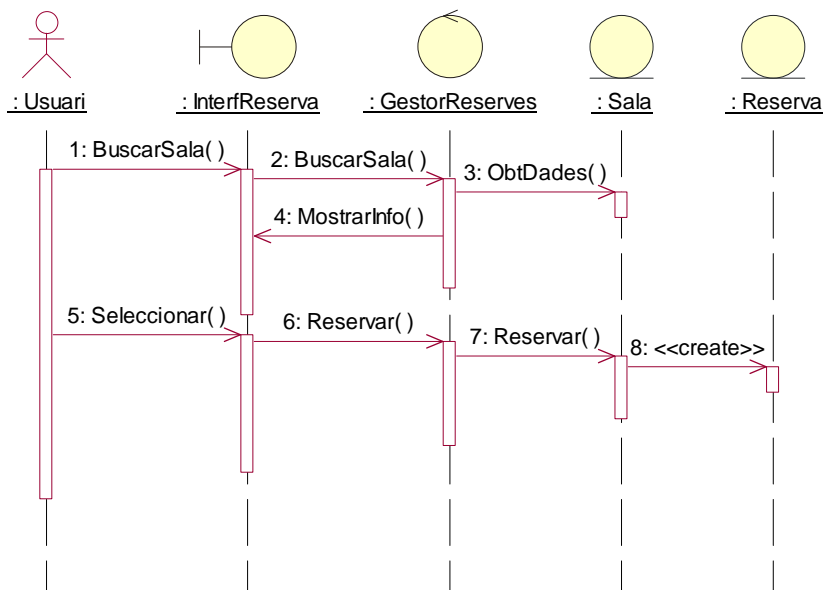 : Usuari
: InterfReserva
: GestorReserves
: Sala
: Reserva
1: BuscarSala( )
2: BuscarSala( )
3: ObtDades( )
4: MostrarInfo( )
5: Seleccionar( )
6: Reservar( )
7: Reservar( )
8: <<create>>